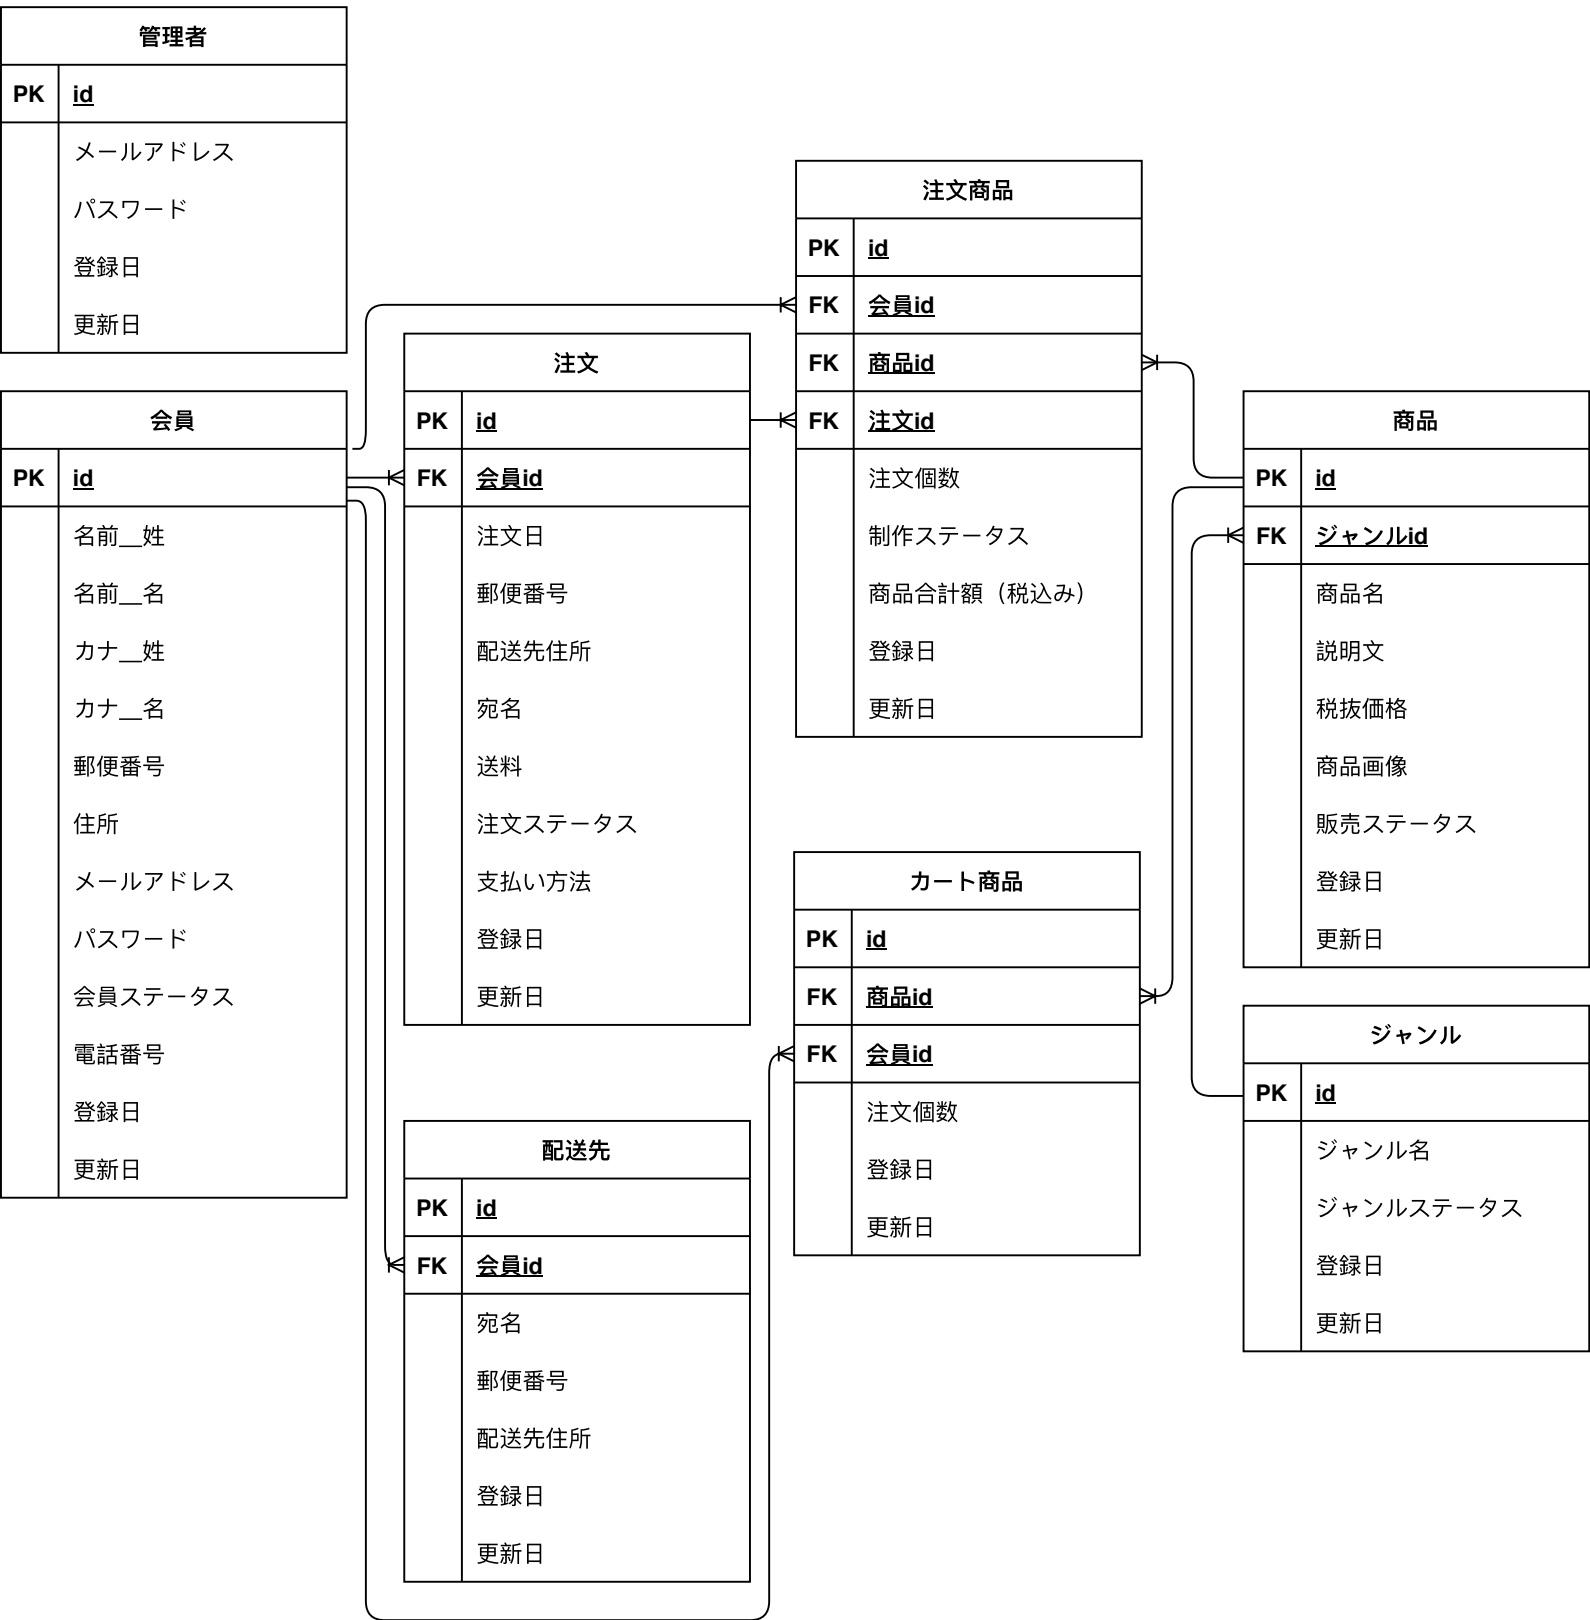 管理者
PK id
メールアドレス
パスワード
登録日
更新日
会員
PK id
名前__姓
名前__名
カナ__姓
カナ__名
郵便番号
住所
メールアドレス
パスワード
会員ステータス
電話番号
登録日
更新日
注文
PK id
FK 会員id
注文日
郵便番号
配送先住所
宛名
送料
注文ステータス
支払い方法
登録日
更新日
配送先
PK id
FK 会員id
宛名
郵便番号
配送先住所
登録日
更新日
注文商品
PK id
FK 会員id
FK 商品id
FK 注文id
注文個数
制作ステータス
商品合計額（税込み）
登録日
更新日
カート商品
PK id
FK 商品id
FK 会員id
注文個数
登録日
更新日
商品
PK id
FK ジャンルid
商品名
説明文
税抜価格
商品画像
販売ステータス
登録日
更新日
ジャンル
PK id
ジャンル名
ジャンルステータス
登録日
更新日